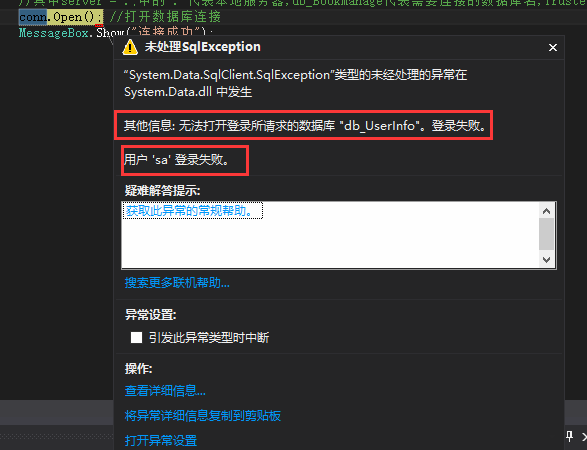 //其中server = .,中的'.'代表本地服务器,db_BookManage代表需要连接的数据库名,Truste
conn.Open(); //打开数据库连接
MessageBox.Show("连接成功");
未处理SqlException
“System.Data.SqlClient.SqlException”类型的未经处理的异常在
System.Data.dll 中发生
其他信息: 无法打开登录所请求的数据库 "db_UserInfo"。登录失败。
用户 'sa' 登录失败。
疑难解答提示:
获取此异常的常规帮助。
搜索更多联机帮助...
异常设置:
引发此异常类型时中断
操作:
查看详细信息...
将异常详细信息复制到剪贴板
打开异常设置